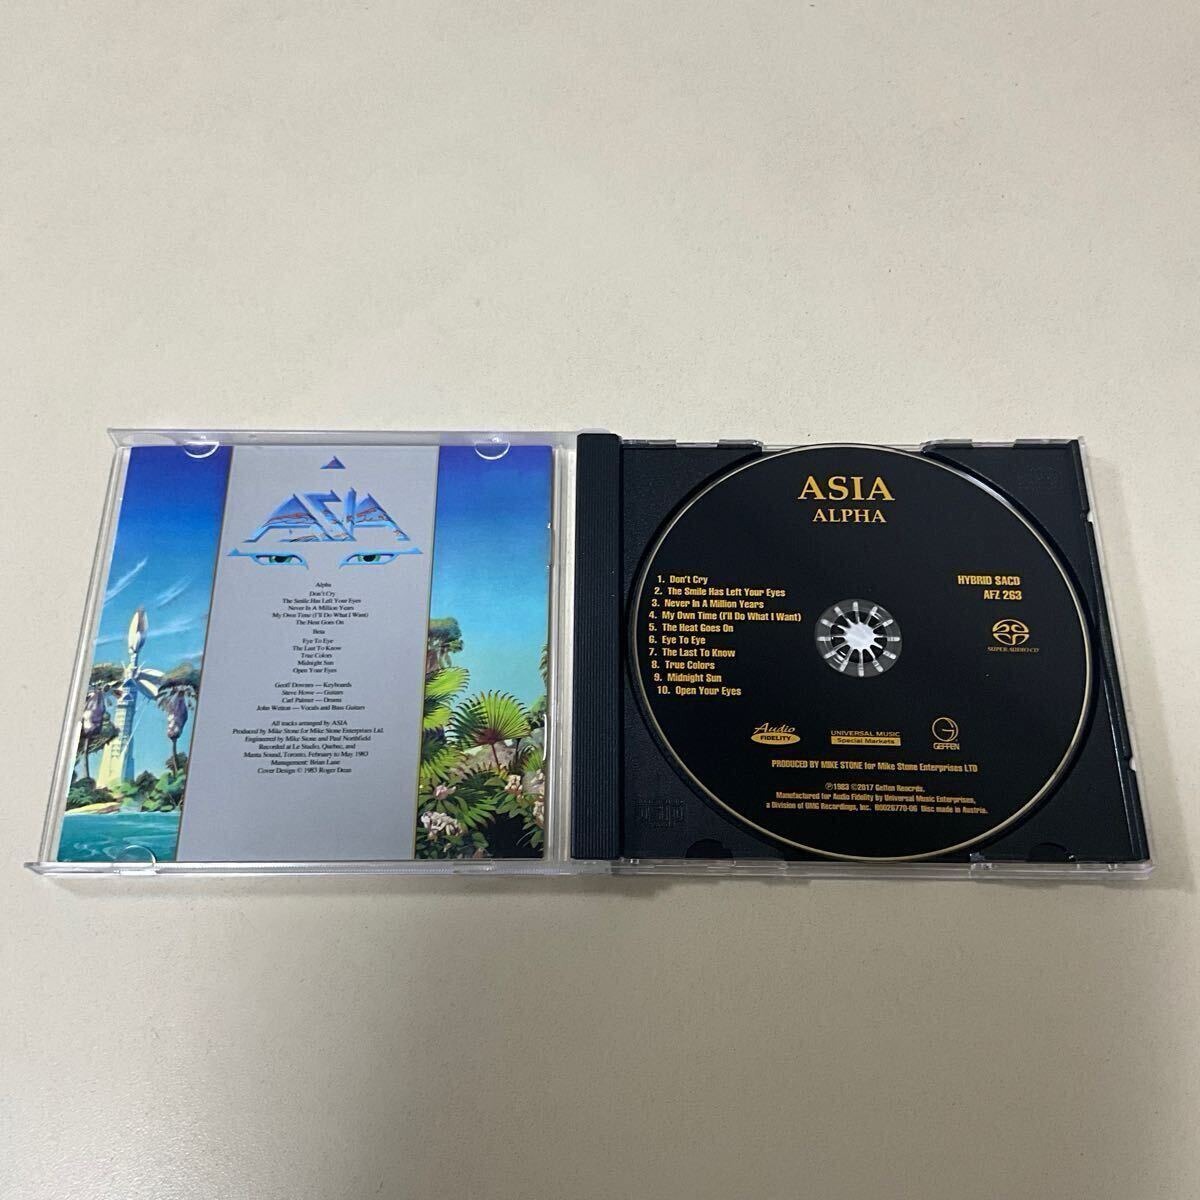 ASIA
Alpha
Don't Cry
The Smile Has Left Your Eyes
Never In A Million Years
My Own Time (I'll Do What I Want)
The Heat Goes On
Beta
Eye To Eye
The Last To Know
True Colors
Midnight Sun
Open Your Eyes
Geoff Downes — Keyboards
Steve Howe — Guitars
Carl Palmer — Drums
John Wetton — Vocals and Bass Guitars
All tracks arranged by ASIA
Produced by Mike Stone for Mike Stone Enterprises Ltd.
Engineered by Mike Stone and Paul Northfield
Recorded at Le Studio, Quebec, and
Manta Sound, Toronto, February to May 1983
Management: Brian Lane
Cover Design © 1983 Roger Dean
ASIA
ALPHA
1. Don't Cry
2. The Smile Has Left Your Eyes
3. Never In A Million Years
4. My Own Time (I'll Do What I Want)
5. The Heat Goes On
6. Eye To Eye
7. The Last To Know
8. True Colors
9. Midnight Sun
10. Open Your Eyes
HYBRID SACD
AFZ 263
SUPER AUDIO CD
Audio
FIDELITY
UNIVERSAL MUSIC
Special Markets
GEFFEN
PRODUCED BY MIKE STONE for Mike Stone Enterprises LTD
℗1983 ©2017 Geffen Records.
Manufactured for Audio Fidelity by Universal Music Enterprises,
a Division of UMG Recordings, Inc. B0026770-06 Disc made in Austria.